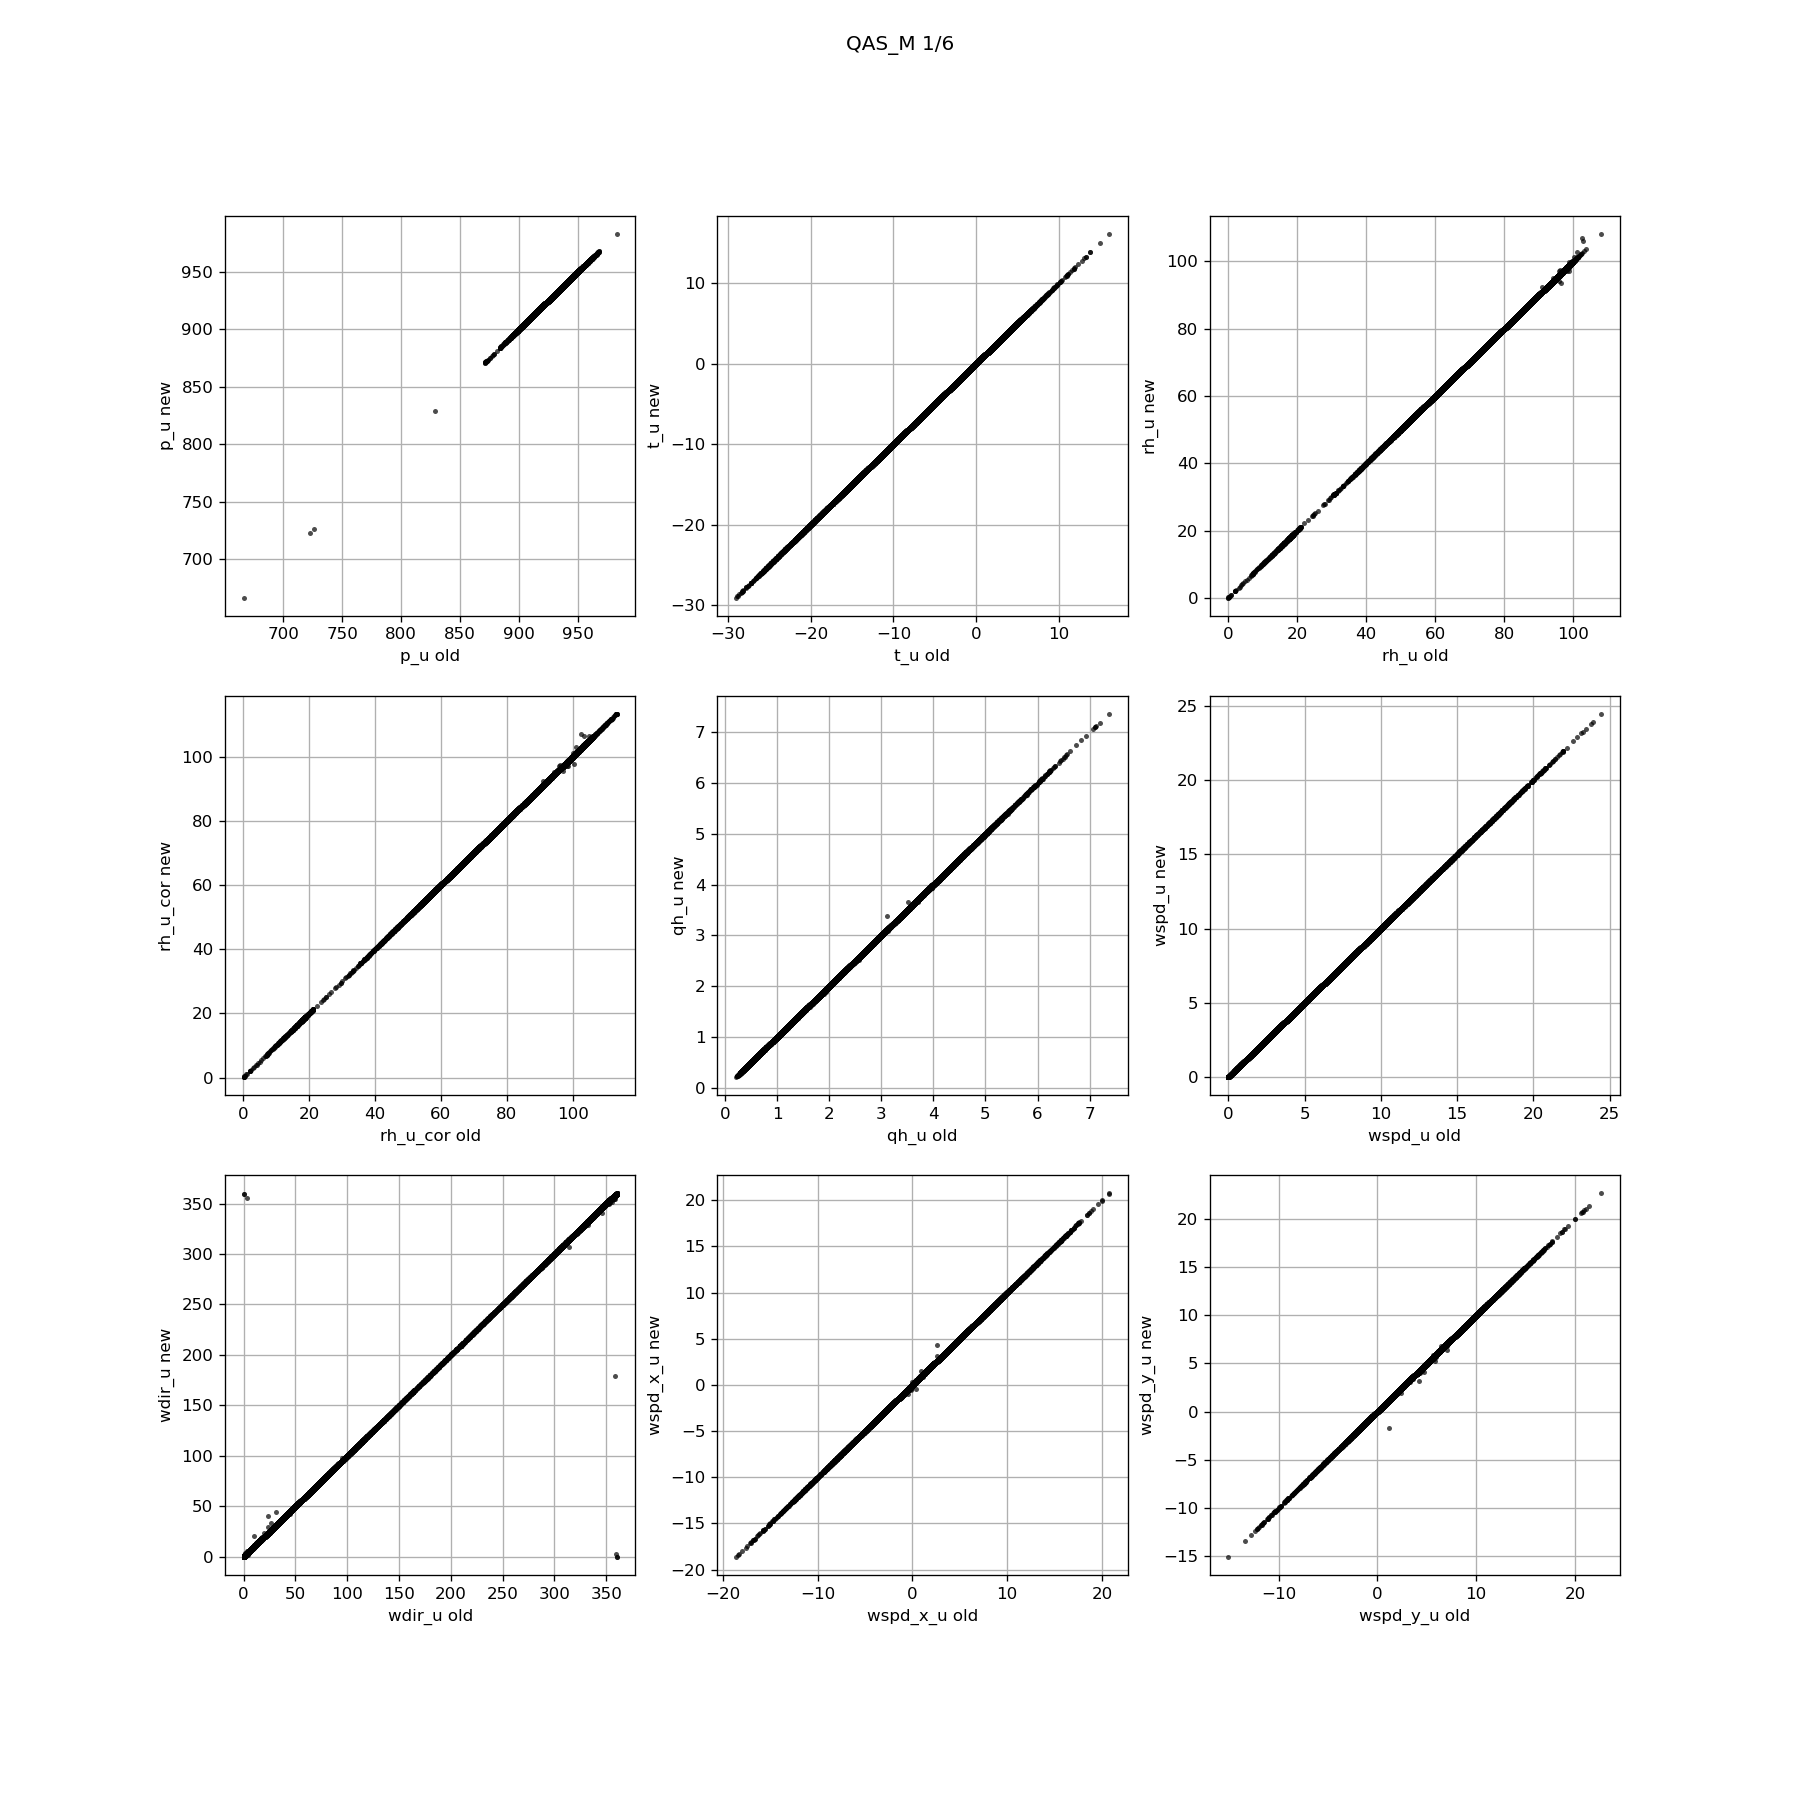 QAS_M 1/6
950
900
850
800
750
700
p_u new
700 750 800 850 900 950
p_u old
10
0
−10
−20
−30
t_u new
−30 −20 −10 0 10
t_u old
100
80
60
40
20
0
rh_u new
0 20 40 60 80 100
rh_u old
100
80
60
40
20
0
rh_u_cor new
0 20 40 60 80 100
rh_u_cor old
7
6
5
4
3
2
1
0
qh_u new
0 1 2 3 4 5 6 7
qh_u old
25
20
15
10
5
0
wspd_u new
0 5 10 15 20 25
wspd_u old
350
300
250
200
150
100
50
0
wdir_u new
0 50 100 150 200 250 300 350
wdir_u old
20
15
10
5
0
−5
−10
−15
−20
wspd_x_u new
−20 −10 0 10 20
wspd_x_u old
20
15
10
5
0
−5
−10
−15
wspd_y_u new
−10 0 10 20
wspd_y_u old